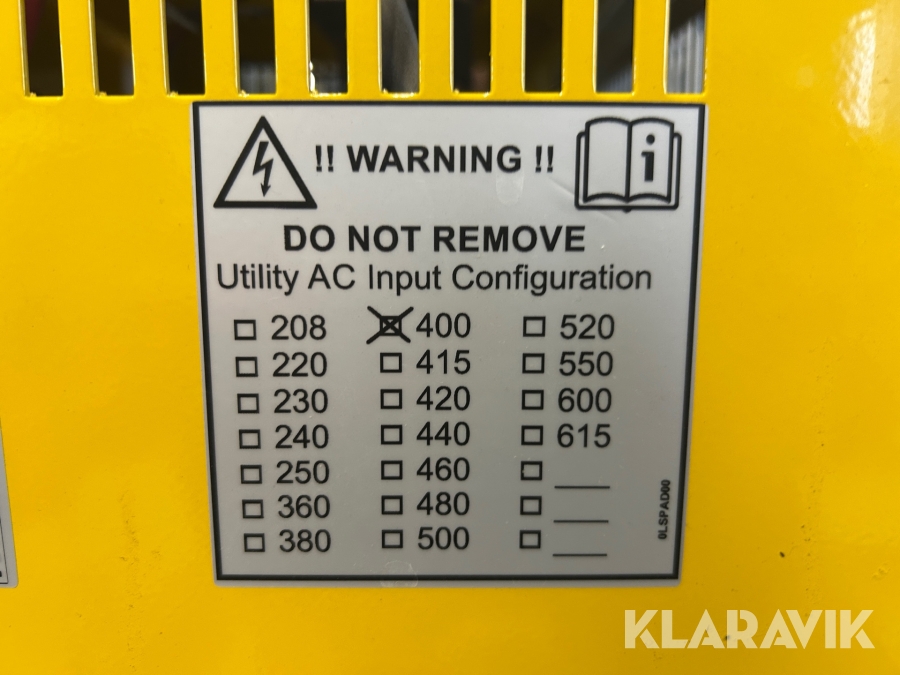 !! WARNING !!
DO NOT REMOVE
Utility AC Input Configuration
208 400 520
220 415 550
230 420 600
240 440 615
250 460
360 480
380 500
0LSPAD00
KLARAVIK